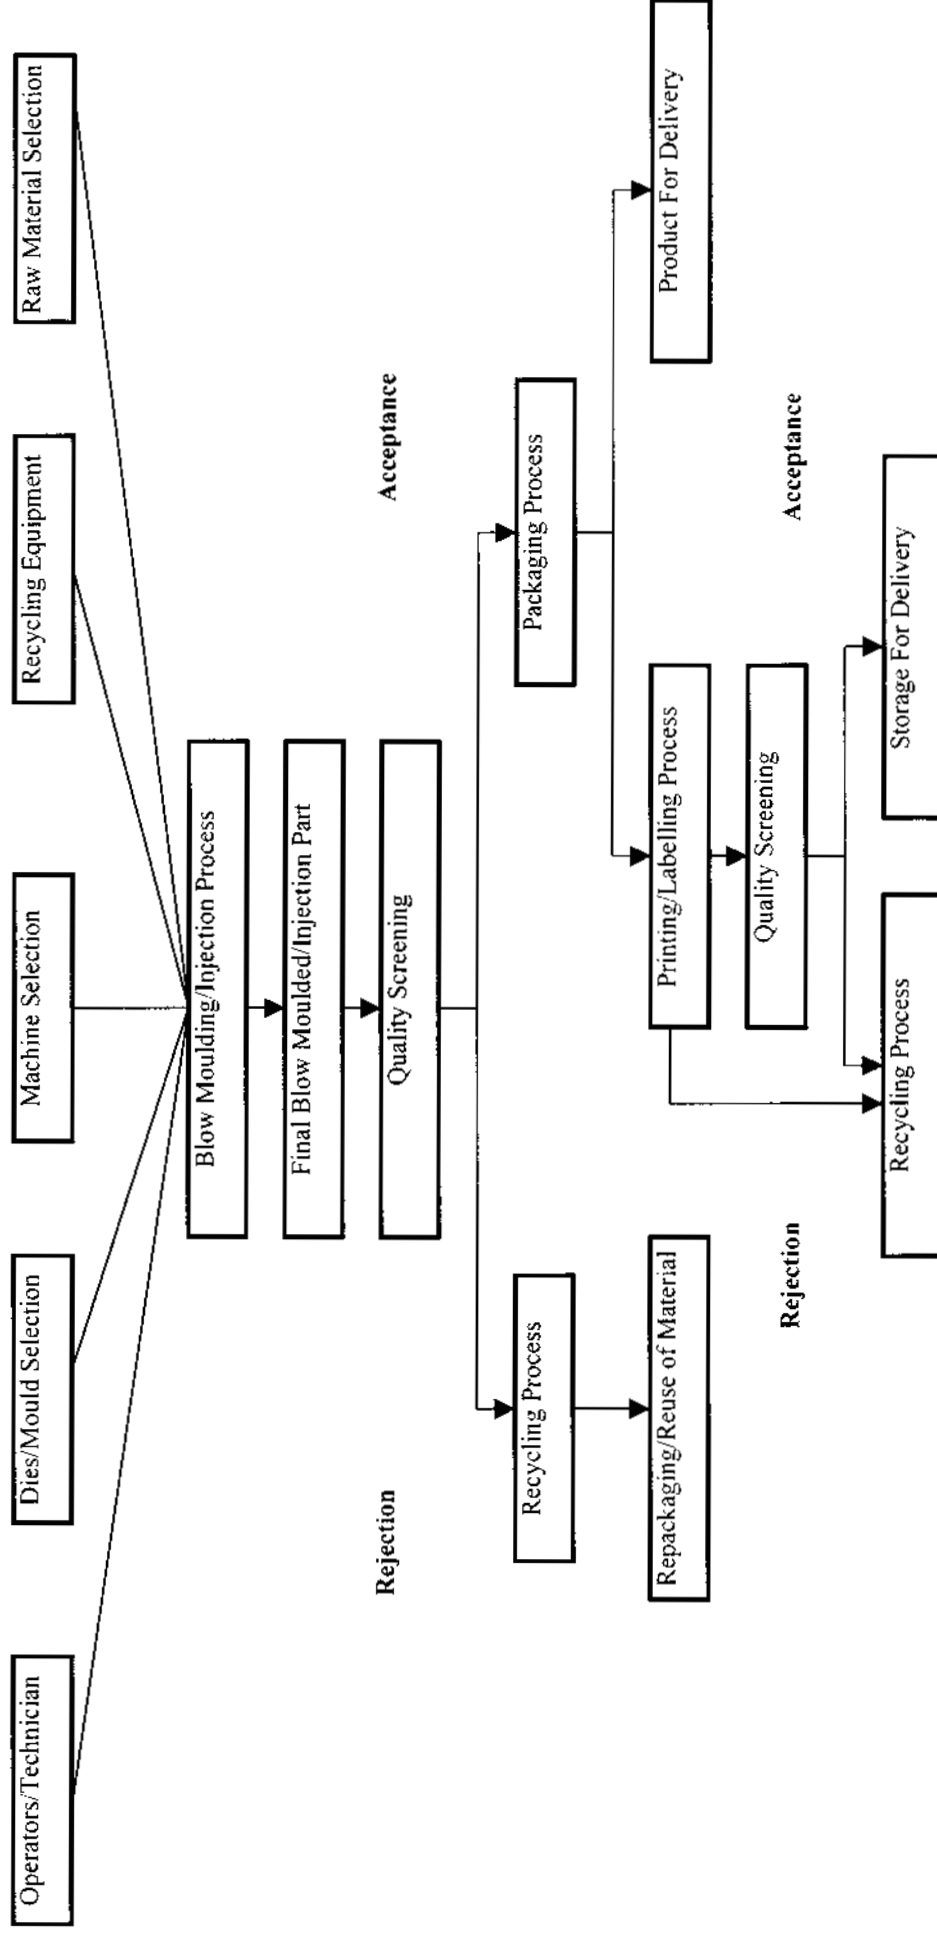 Operators/Technician
Dies/Mould Selection
Machine Selection
Recycling Equipment
Raw Material Selection
Blow Moulding/Injection Process
Final Blow Moulded/Injection Part
Quality Screening
Rejection
Acceptance
Recycling Process
Packaging Process
Repackaging/Reuse of Material
Printing/Labelling Process
Product For Delivery
Quality Screening
Rejection
Acceptance
Recycling Process
Storage For Delivery